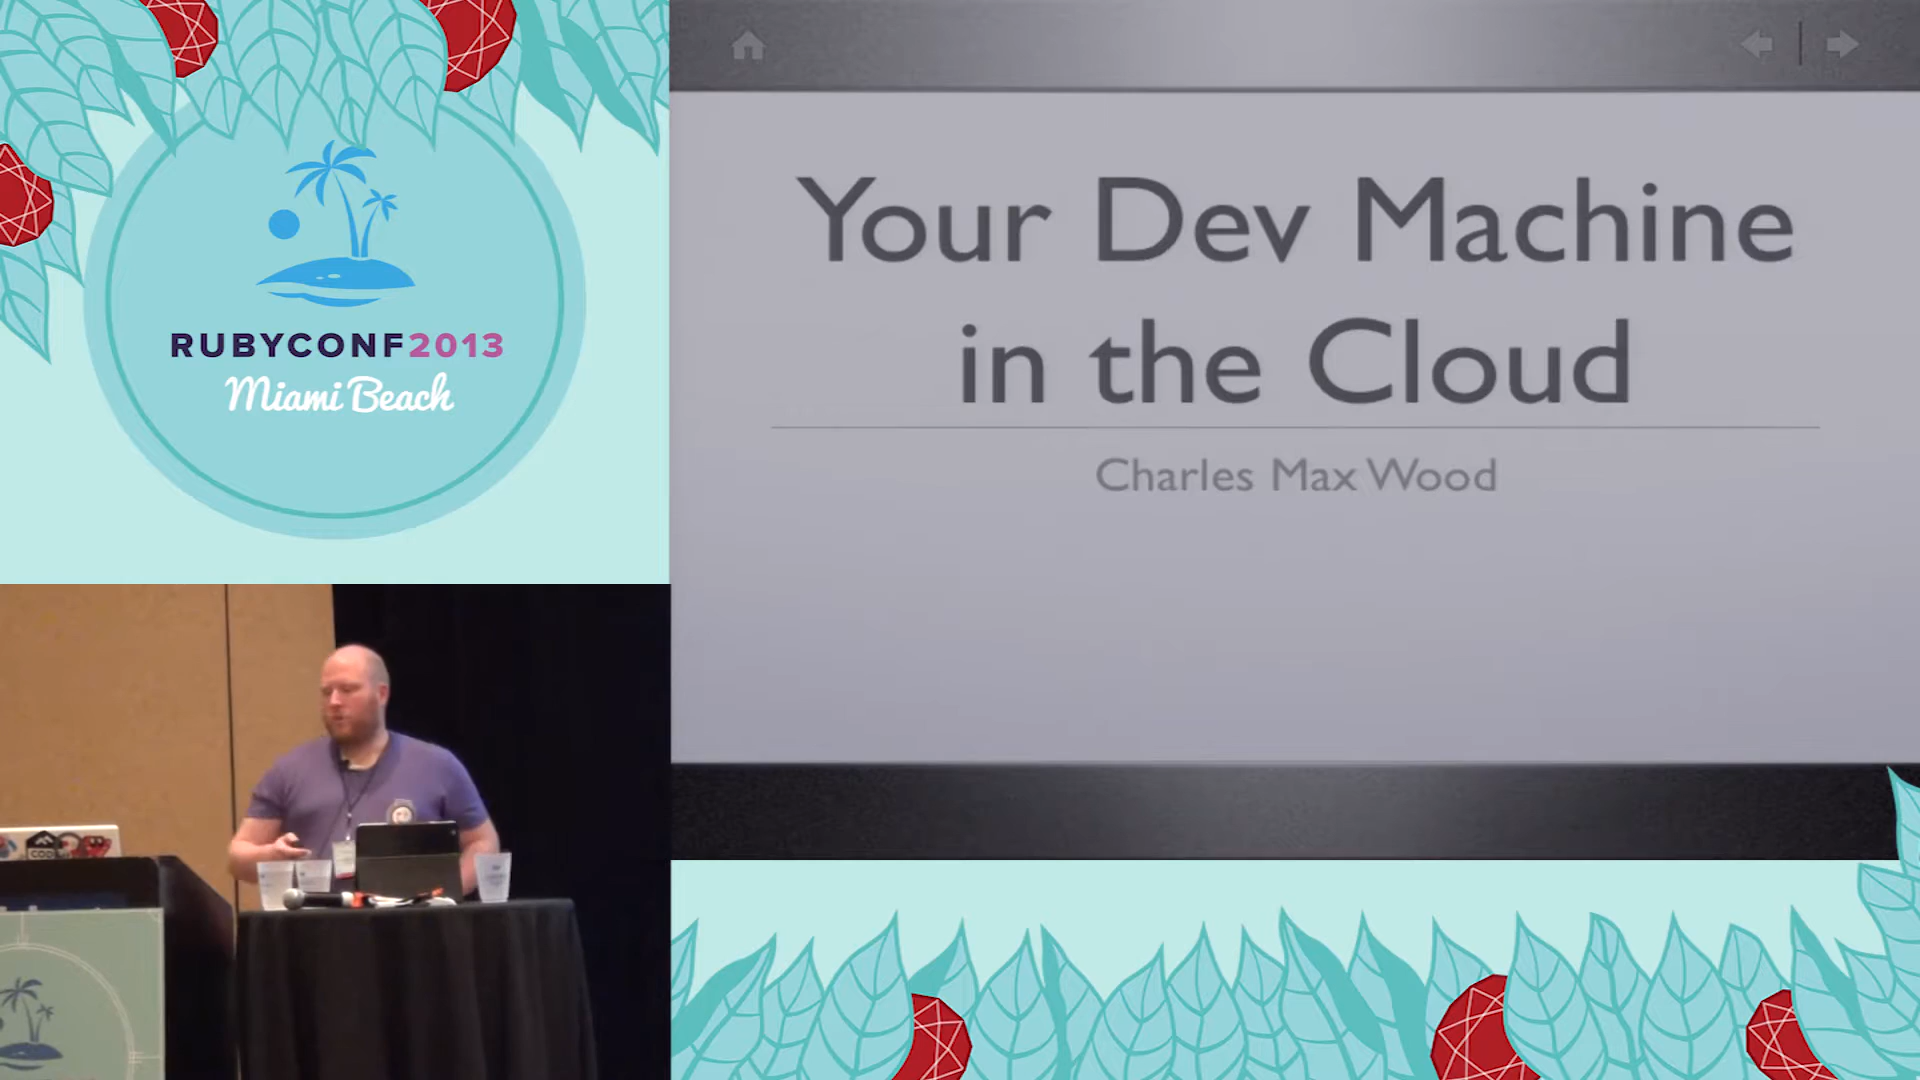 RUBYCONF2013
Miami Beach
Your Dev Machine
in the Cloud
Charles Max Wood